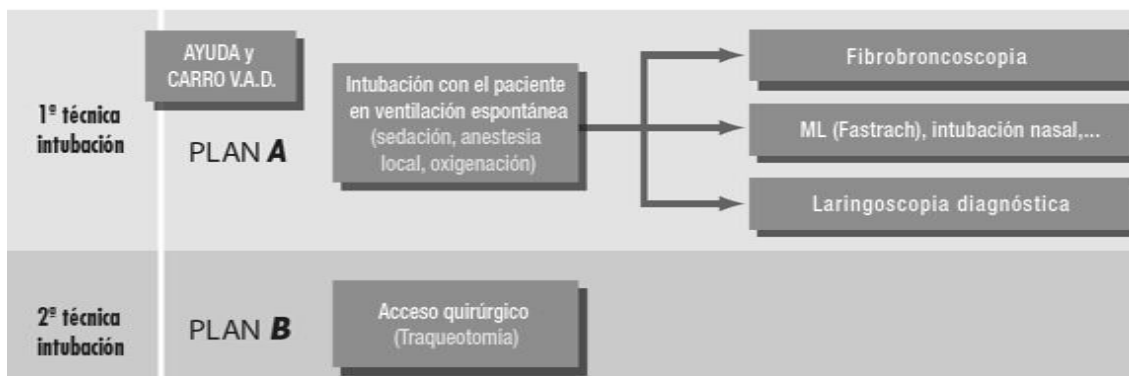 AYUDA y
CARRO V.A.D.
1ª técnica
intubación
PLAN A
Intubación con el paciente
en ventilación espontánea
(sedación, anestesia
local, oxigenación)
Fibrobroncoscopia
ML (Fastrach), intubación nasal,...
Laringoscopia diagnóstica
2ª técnica
intubación
PLAN B
Acceso quirúrgico
(Traqueotomía)